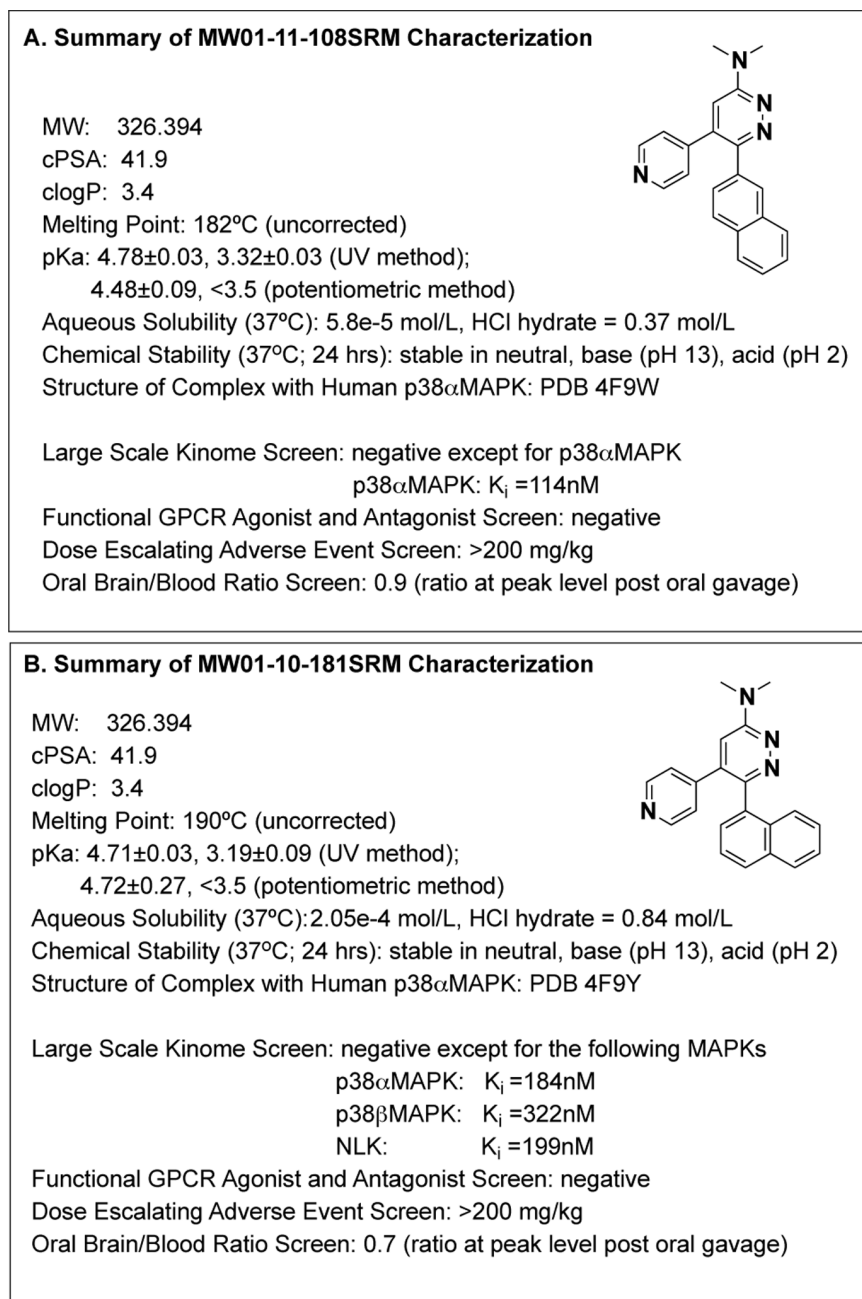 A. Summary of MW01-11-108SRM Characterization
N
N
N
N
MW: 326.394
cPSA: 41.9
clogP: 3.4
Melting Point: 182ºC (uncorrected)
pKa: 4.78±0.03, 3.32±0.03 (UV method);
4.48±0.09, <3.5 (potentiometric method)
Aqueous Solubility (37ºC): 5.8e-5 mol/L, HCl hydrate = 0.37 mol/L
Chemical Stability (37ºC; 24 hrs): stable in neutral, base (pH 13), acid (pH 2)
Structure of Complex with Human p38αMAPK: PDB 4F9W
Large Scale Kinome Screen: negative except for p38αMAPK
p38αMAPK: Ki =114nM
Functional GPCR Agonist and Antagonist Screen: negative
Dose Escalating Adverse Event Screen: >200 mg/kg
Oral Brain/Blood Ratio Screen: 0.9 (ratio at peak level post oral gavage)
B. Summary of MW01-10-181SRM Characterization
N
N
N
N
MW: 326.394
cPSA: 41.9
clogP: 3.4
Melting Point: 190ºC (uncorrected)
pKa: 4.71±0.03, 3.19±0.09 (UV method);
4.72±0.27, <3.5 (potentiometric method)
Aqueous Solubility (37ºC):2.05e-4 mol/L, HCl hydrate = 0.84 mol/L
Chemical Stability (37ºC; 24 hrs): stable in neutral, base (pH 13), acid (pH 2)
Structure of Complex with Human p38αMAPK: PDB 4F9Y
Large Scale Kinome Screen: negative except for the following MAPKs
p38αMAPK: Ki =184nM
p38βMAPK: Ki =322nM
NLK: Ki =199nM
Functional GPCR Agonist and Antagonist Screen: negative
Dose Escalating Adverse Event Screen: >200 mg/kg
Oral Brain/Blood Ratio Screen: 0.7 (ratio at peak level post oral gavage)